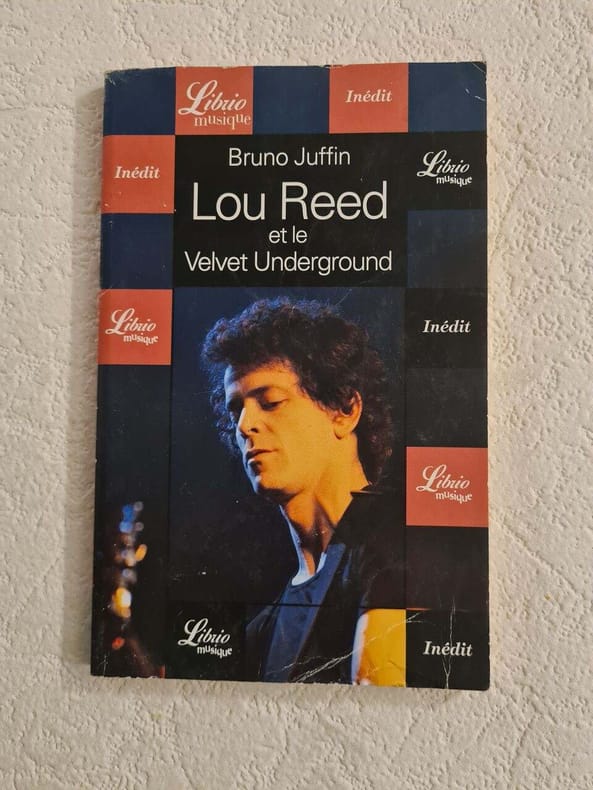 Librio
musique
Inédit
Inédit
Bruno Juffin
Librio
musique
Lou Reed
et le
Velvet Underground
Librio
musique
Inédit
Librio
musique
Librio
musique
Inédit